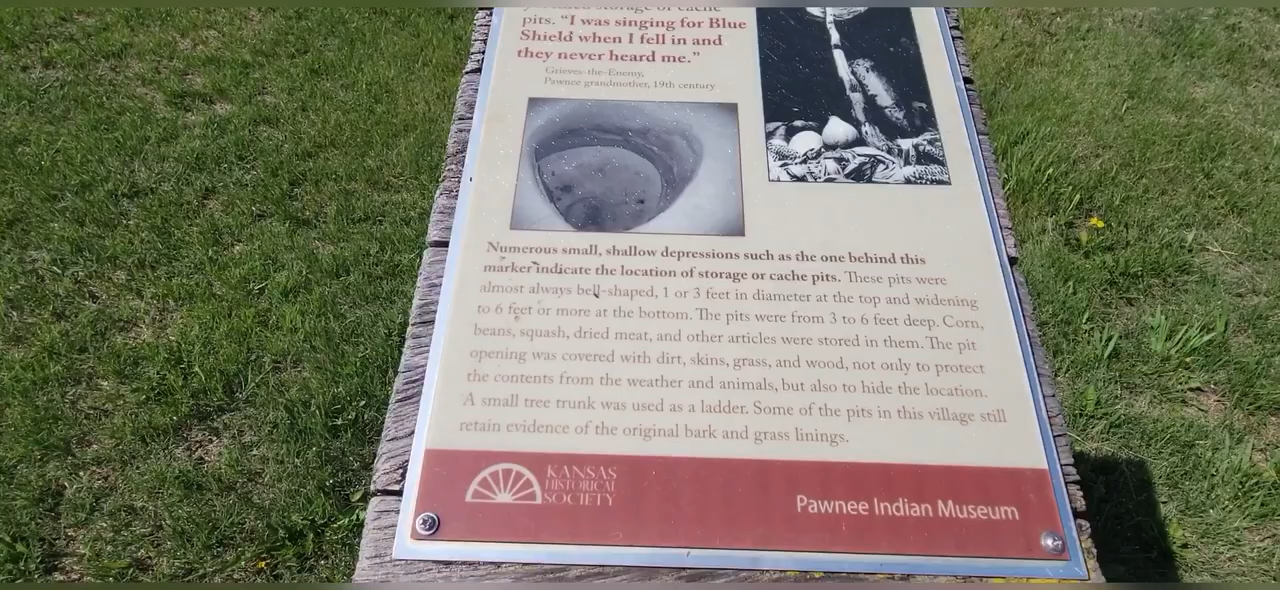 storage or cache
pits. “I was singing for Blue
Shield when I fell in and
they never heard me.”
Grieves-the-Enemy,
Pawnee grandmother, 19th century
Numerous small, shallow depressions such as the one behind this
marker indicate the location of storage or cache pits. These pits were
almost always bell-shaped, 1 or 3 feet in diameter at the top and widening
to 6 feet or more at the bottom. The pits were from 3 to 6 feet deep. Corn,
beans, squash, dried meat, and other articles were stored in them. The pit
opening was covered with dirt, skins, grass, and wood, not only to protect
the contents from the weather and animals, but also to hide the location.
A small tree trunk was used as a ladder. Some of the pits in this village still
retain evidence of the original bark and grass linings.
KANSAS
HISTORICAL
SOCIETY
Pawnee Indian Museum